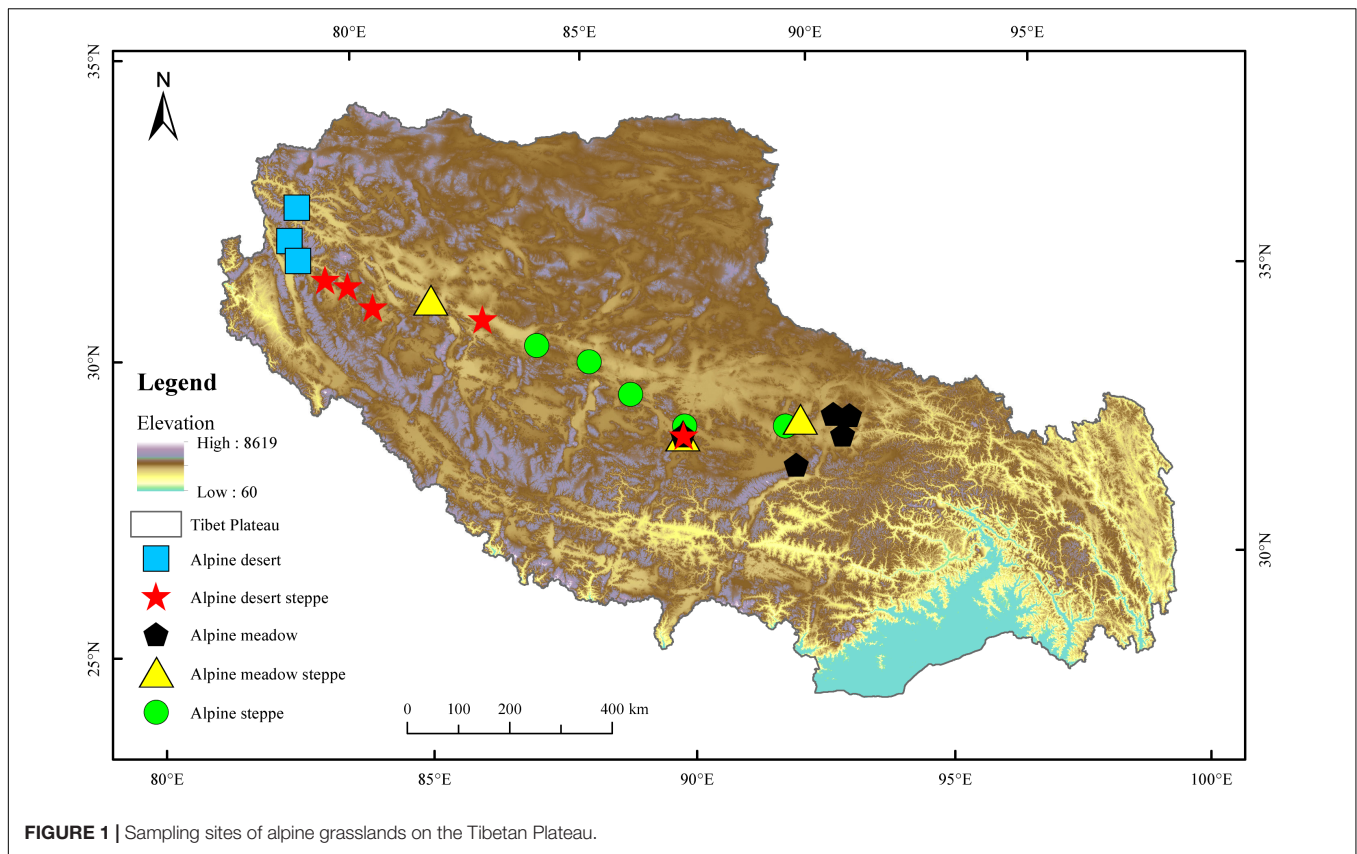 80°E 85°E 90°E 95°E
35°N
N
35°N
30°N
Legend
Elevation
High : 8619
Low : 60
Tibet Plateau
Alpine desert
Alpine desert steppe
Alpine meadow
Alpine meadow steppe
Alpine steppe
30°N
25°N
0 100 200 400 km
80°E 85°E 90°E 95°E 100°E
FIGURE 1 | Sampling sites of alpine grasslands on the Tibetan Plateau.